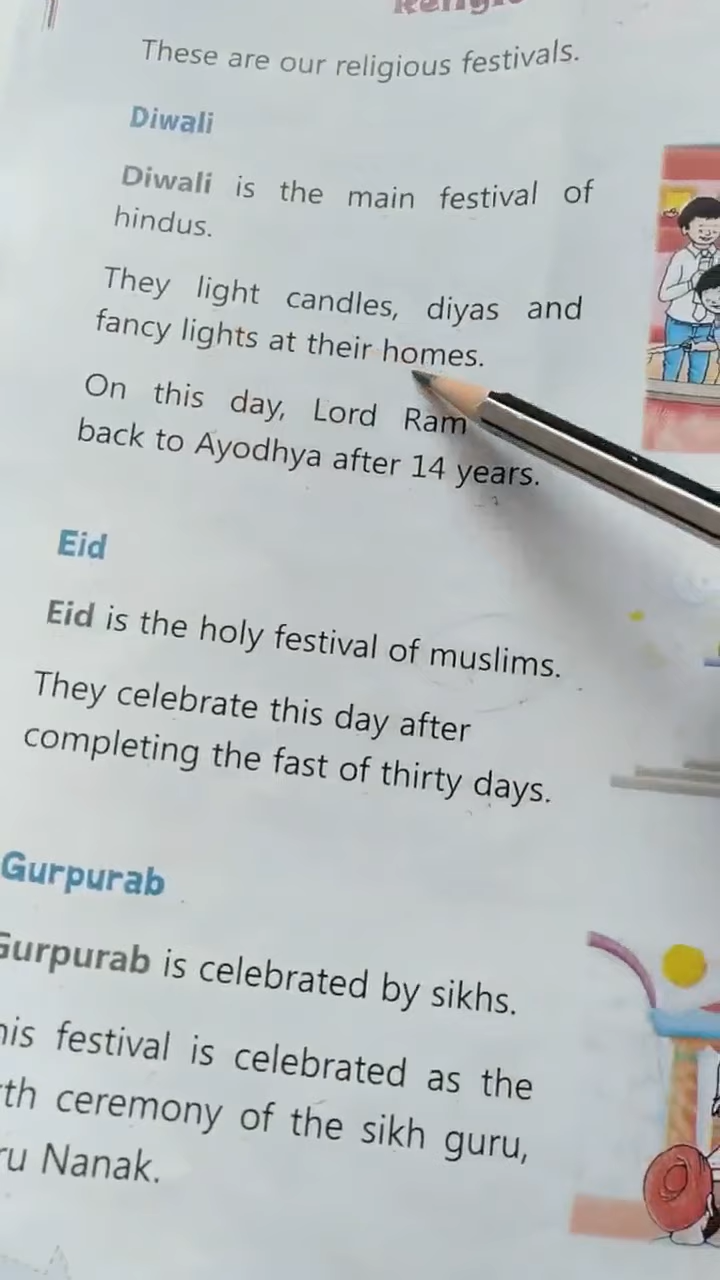 These are our religious festivals.
Diwali
Diwali is the main festival of
hindus.
They light candles, diyas and
fancy lights at their homes.
On this day, Lord Ram
back to Ayodhya after 14 years.
Eid
Eid is the holy festival of muslims.
They celebrate this day after
completing the fast of thirty days.
Gurpurab
Gurpurab is celebrated by sikhs.
festival is celebrated as the
ceremony of the sikh guru,
Nanak.